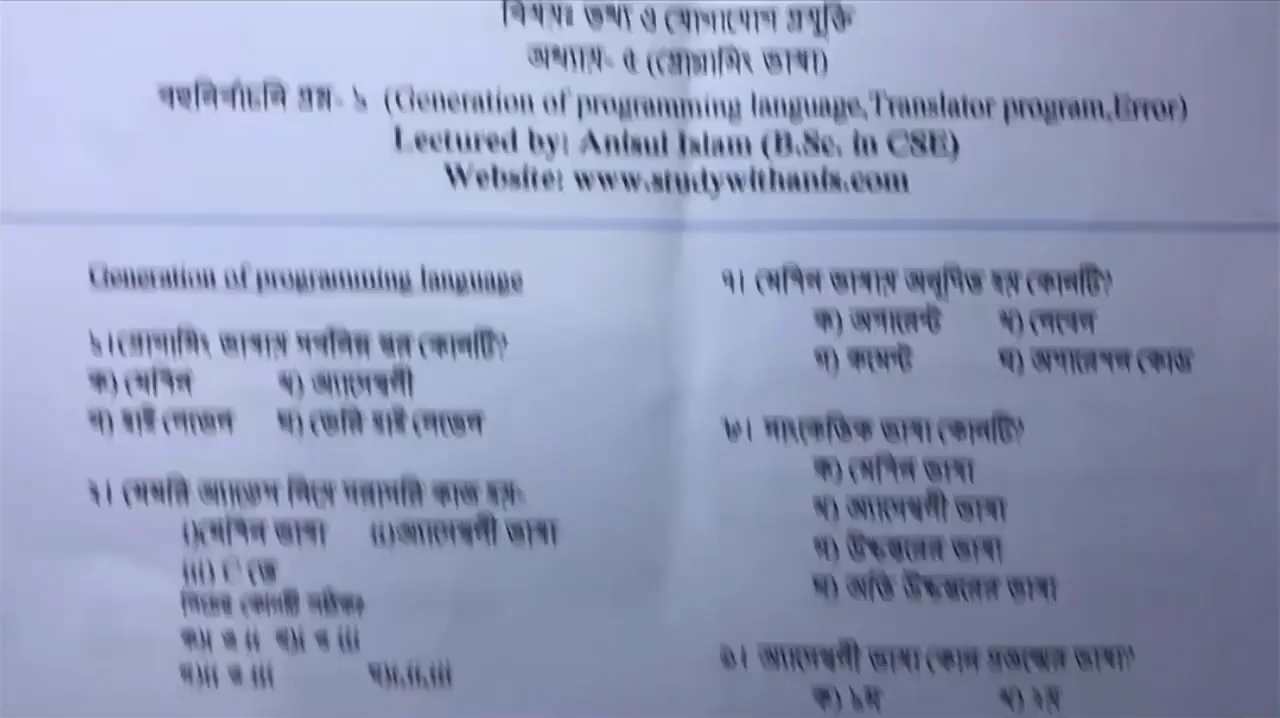 বিষয়ঃ তথ্য ও যোগাযোগ প্রযুক্তি
অধ্যায়- ৫ (প্রোগ্রামিং ভাষা)
বহুনির্বাচনি প্রশ্ন- ১ (Generation of programming language,Translator program,Error)
Lectured by: Anisul Islam (B.Sc. in CSE)
Website: www.studywithanis.com
Generation of programming language
১।প্রোগামিং ভাষায় সর্বনিম্ন স্তর কোনটি?
ক) মেশিন খ) অ্যাসেম্বলী
গ) হাই লেভেল ঘ) ভেরি হাই লেভেল
২। মেমরি অ্যাড্রেস নিয়ে সরাসরি কাজ হয়-
i)মেশিন ভাষা ii)অ্যাসেম্বলী ভাষা
iii) C তে
নিচের কোনটি সঠিক?
ক)i ও ii খ)i ও iii
গ)ii ও iii ঘ)i,ii,iii
৭। মেশিন ভাষায় অনূদিত হয় কোনটি?
ক) অপারেন্ট খ) লেবেল
গ) কমেন্ট ঘ) অপারেশন কোড
৮। সাংকেতিক ভাষা কোনটি?
ক) মেশিন ভাষা
খ) অ্যাসেম্বলী ভাষা
গ) উচ্চস্তরের ভাষা
ঘ) অতি উচ্চস্তরের ভাষা
৯। অ্যাসেম্বলী ভাষা কোন প্রজন্মের ভাষা?
ক) ১ম খ) ২য়